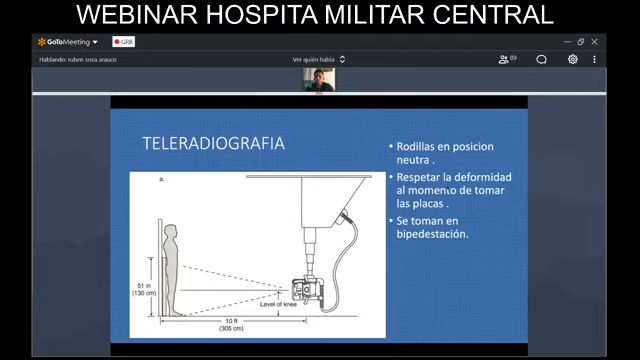 WEBINAR HOSPITA MILITAR CENTRAL
GoToMeeting
GRB
Hablando: ruben sosa arauco
Ver quién habla
89
TELERADIOGRAFIA
a.
51 in
(130 cm)
Level of knee
10 ft
(305 cm)
• Rodillas en posicion
neutra .
• Respetar la deformidad
al momento de tomar
las placas .
• Se toman en
bipedestación.